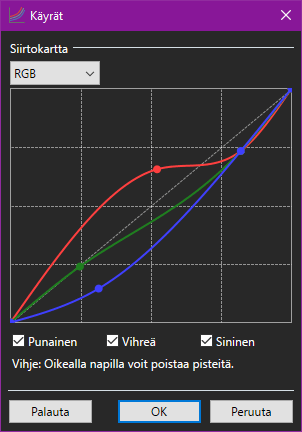 Käyrät
Siirtokartta
RGB
Punainen Vihreä Sininen
Vihje: Oikealla napilla voit poistaa pisteitä.
Palauta OK Peruuta